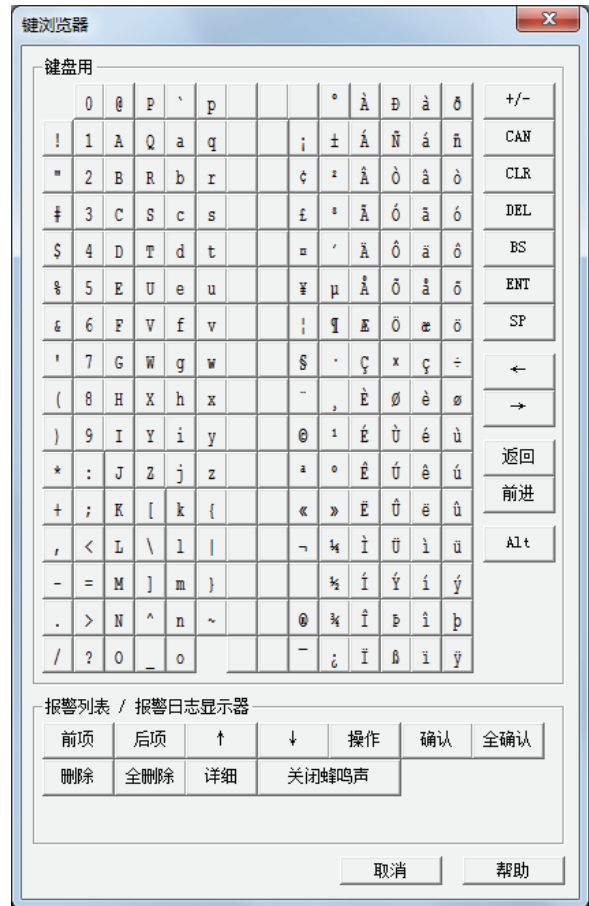 键浏览器
键盘用
0 @ P ` p ° À Ð à ð +/-
! 1 A Q a q ¡ ± Á Ñ á ñ CAN
" 2 B R b r ¢ ² Â Ò â ò CLR
# 3 C S c s £ ³ Ã Ó ã ó DEL
$ 4 D T d t ¤ ´ Ä Ô ä ô BS
% 5 E U e u ¥ µ Å Õ å õ ENT
& 6 F V f v ¦ ¶ Æ Ö æ ö SP
' 7 G W g w § · Ç x ç ÷ ←
( 8 H X h x ¨ ¸ È Ø è ø →
) 9 I Y i y © ¹ É Ù é ù
* : J Z j z ª º Ê Ú ê ú 返回
+ ; K [ k { « » Ë Û ë û 前进
, < L \ l | ¬ ¼ Ì Ü ì ü Alt
- = M ] m } ½ Í Ý í ý
. > N ^ n ~ ® ¾ Î Þ î þ
/ ? O _ o ¯ ¿ Ï ß ï ÿ
报警列表 / 报警日志显示器
前项 后项 ↑ ↓ 操作 确认 全确认
删除 全删除 详细 关闭蜂鸣声
取消 帮助